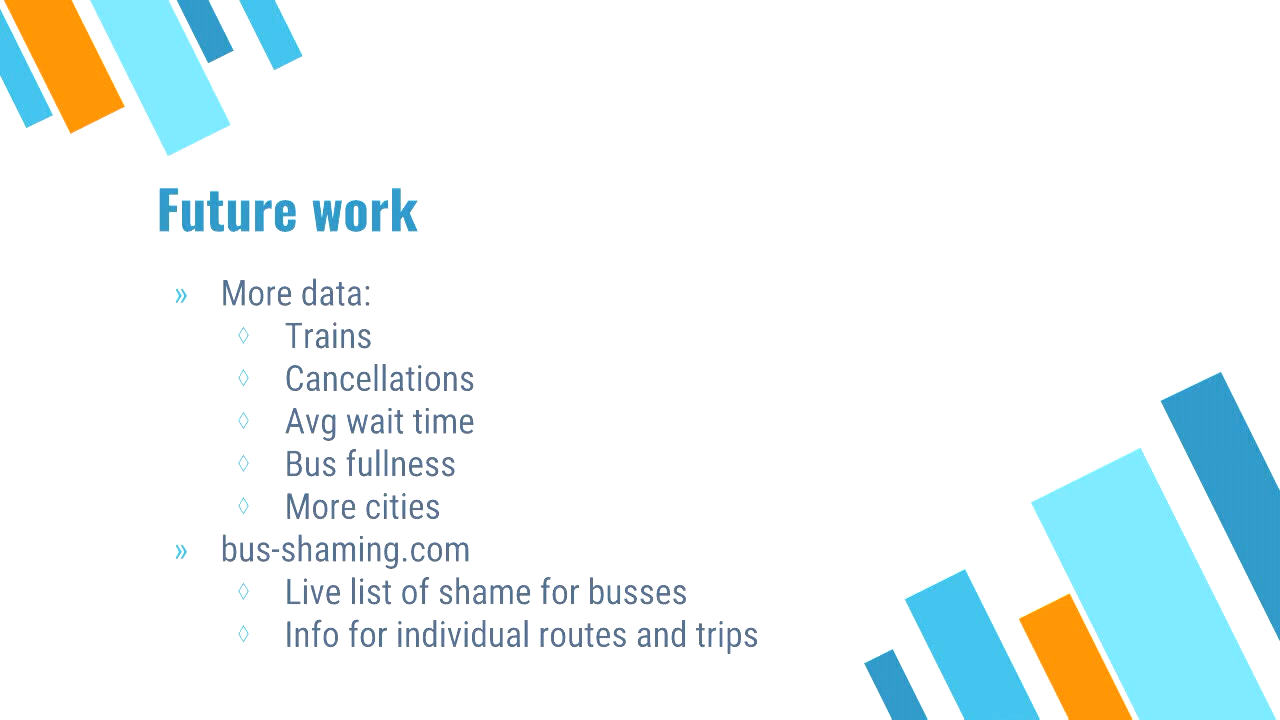 Future work
» More data:
◊ Trains
◊ Cancellations
◊ Avg wait time
◊ Bus fullness
◊ More cities
» bus-shaming.com
◊ Live list of shame for busses
◊ Info for individual routes and trips